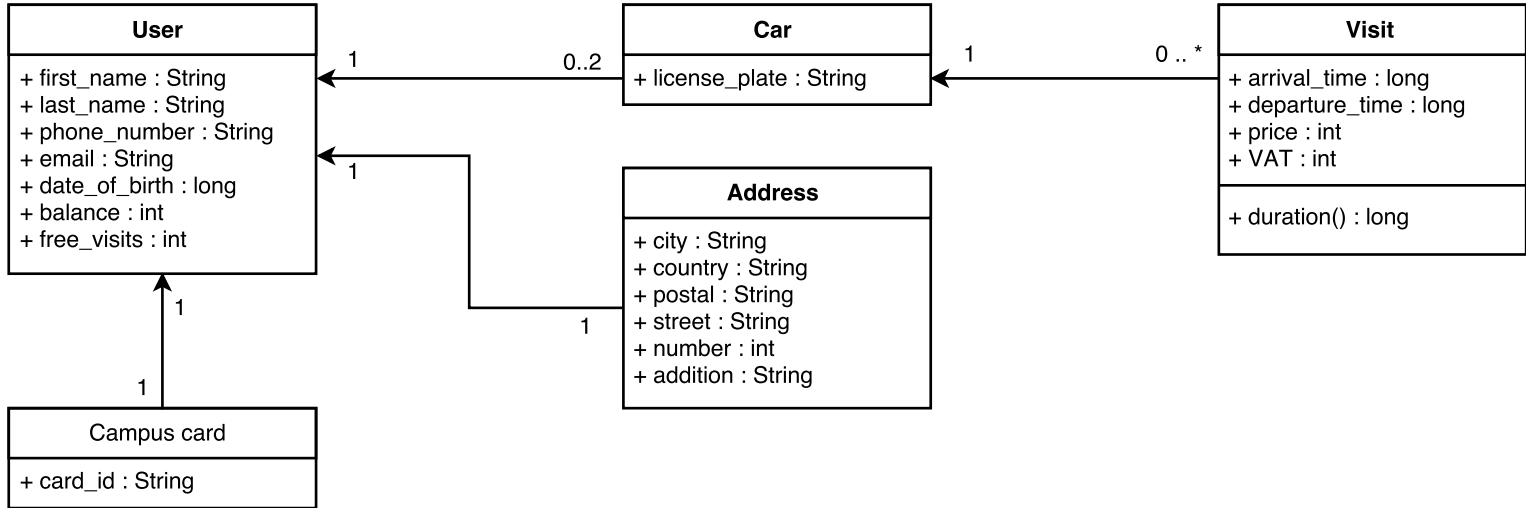 User
+ first_name : String
+ last_name : String
+ phone_number : String
+ email : String
+ date_of_birth : long
+ balance : int
+ free_visits : int
1
0..2
Car
+ license_plate : String
1
0 .. *
Visit
+ arrival_time : long
+ departure_time : long
+ price : int
+ VAT : int
+ duration() : long
1
1
Address
+ city : String
+ country : String
+ postal : String
+ street : String
+ number : int
+ addition : String
1
1
Campus card
+ card_id : String